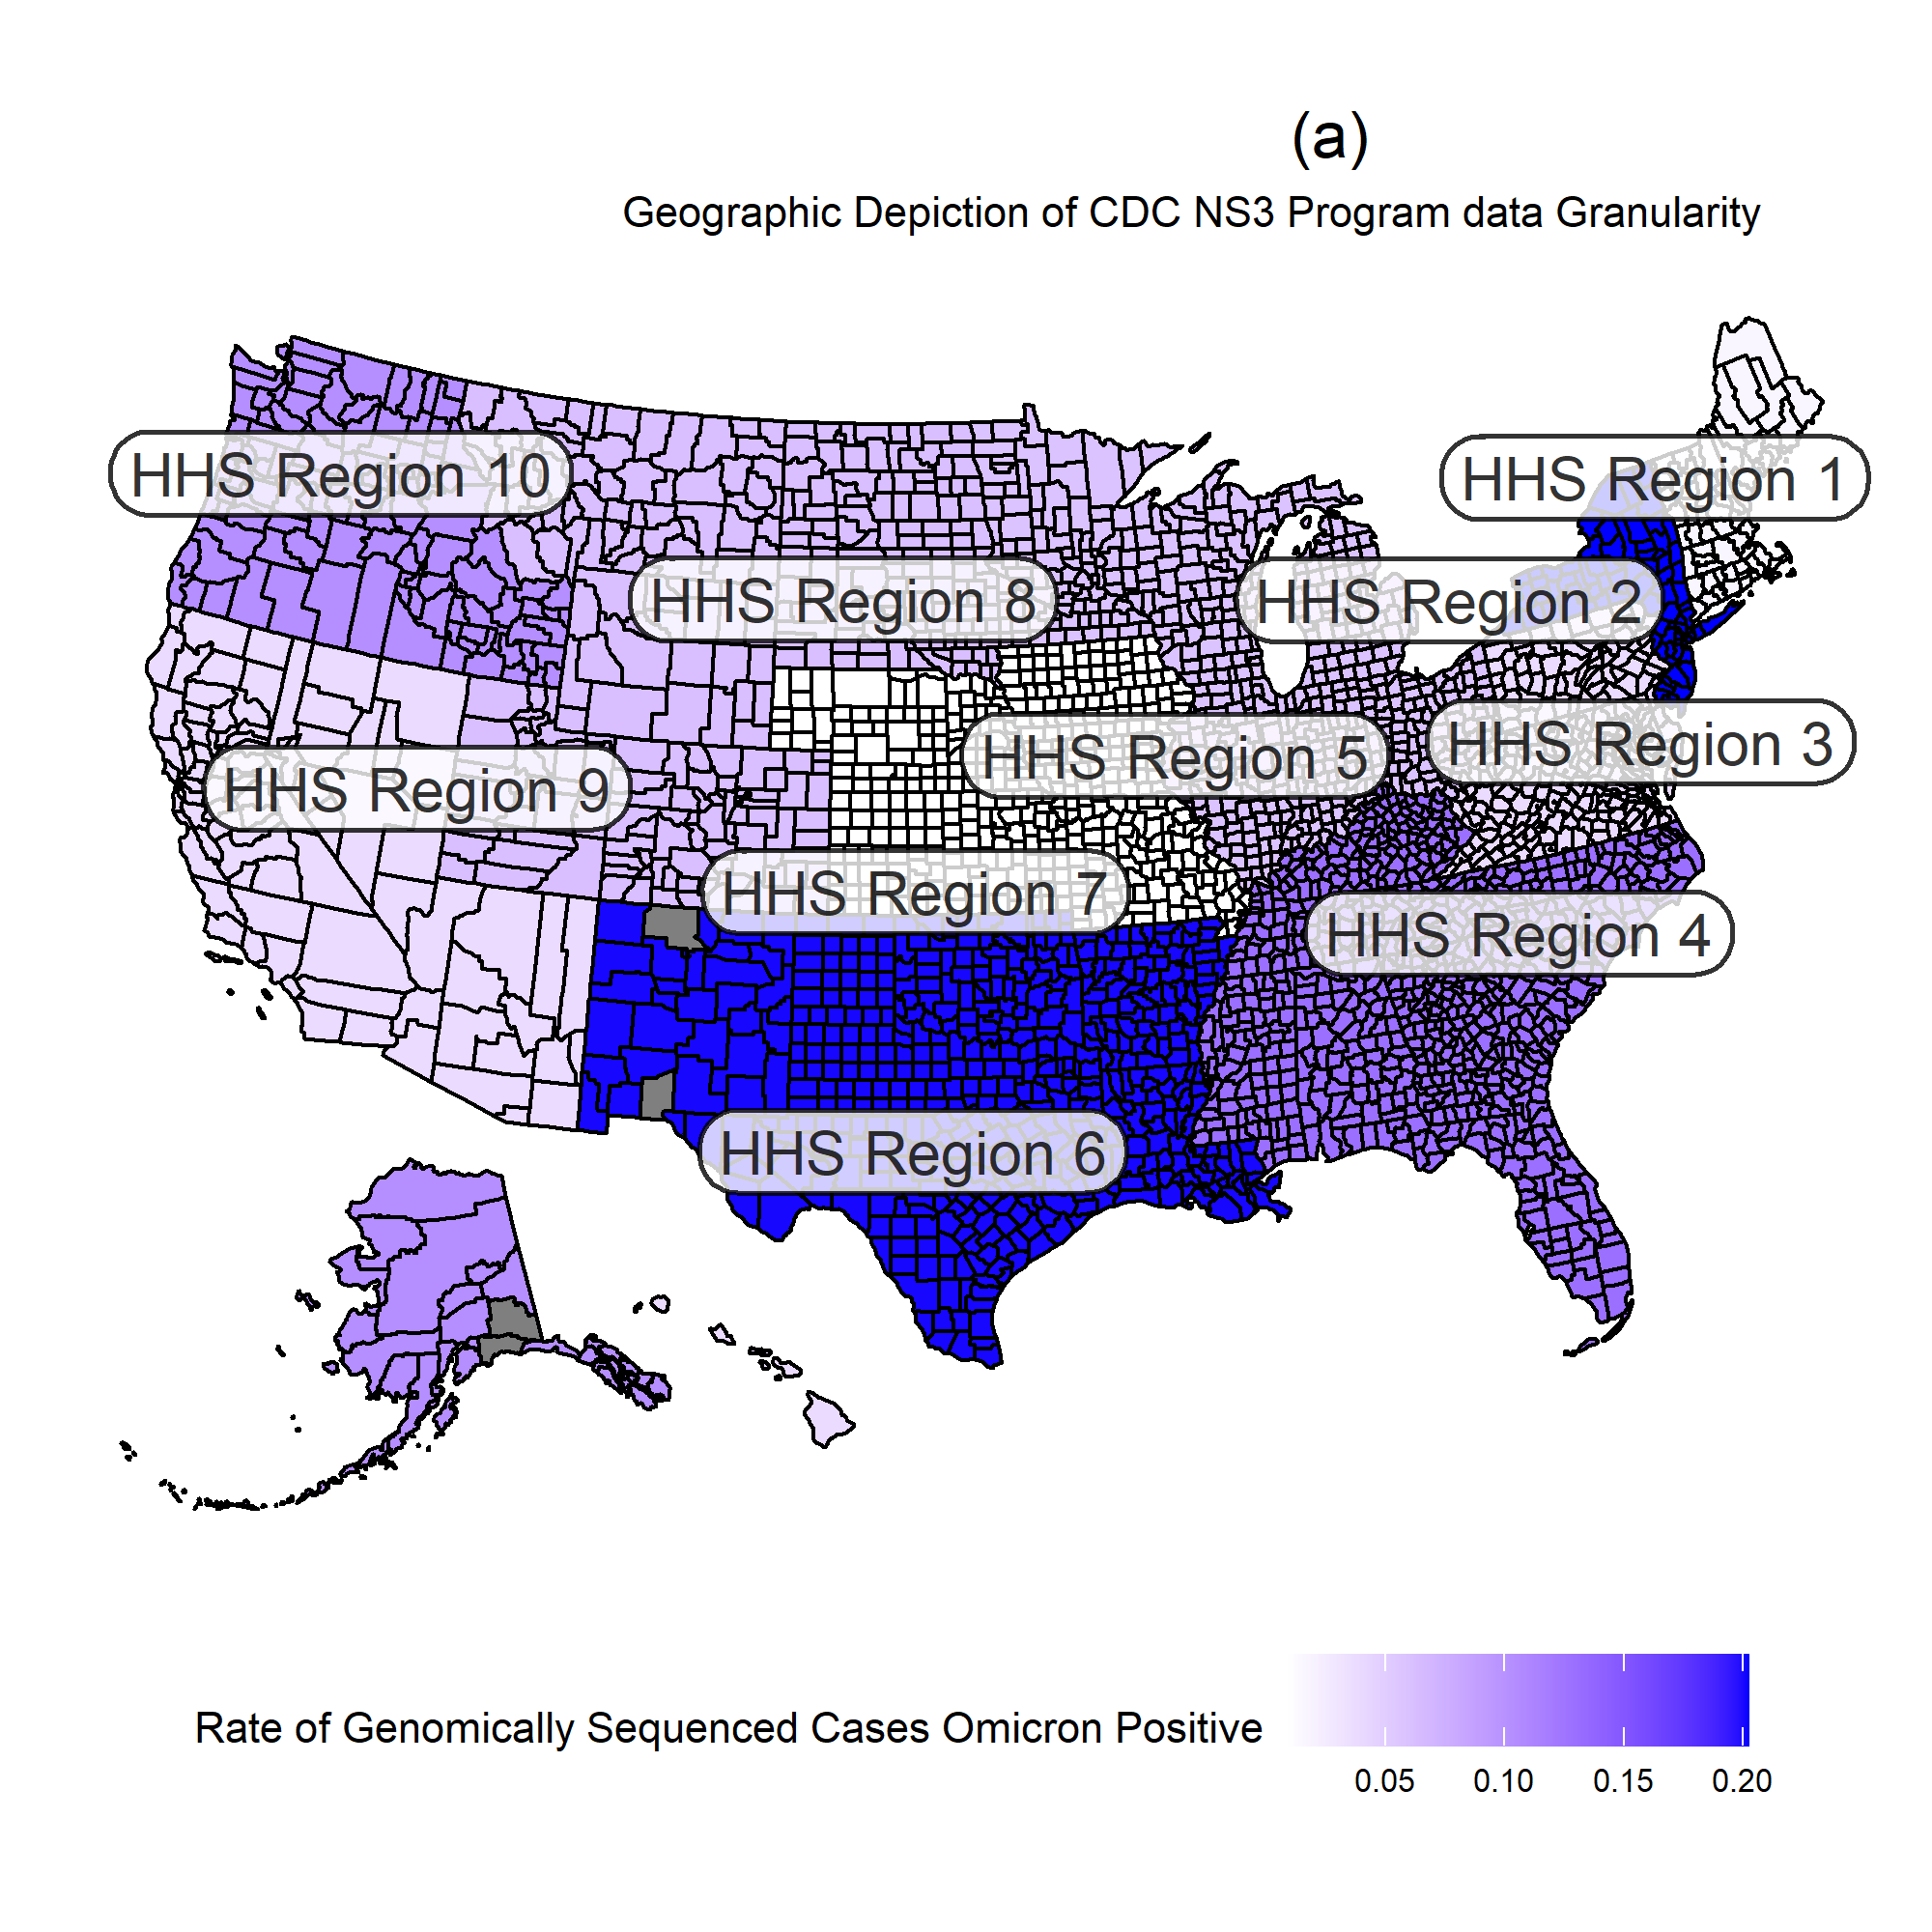 (a)
Geographic Depiction of CDC NS3 Program data Granularity
HHS Region 10
HHS Region 1
HHS Region 8
HHS Region 2
HHS Region 5
HHS Region 3
HHS Region 9
HHS Region 7
HHS Region 4
HHS Region 6
Rate of Genomically Sequenced Cases Omicron Positive
0.05 0.10 0.15 0.20